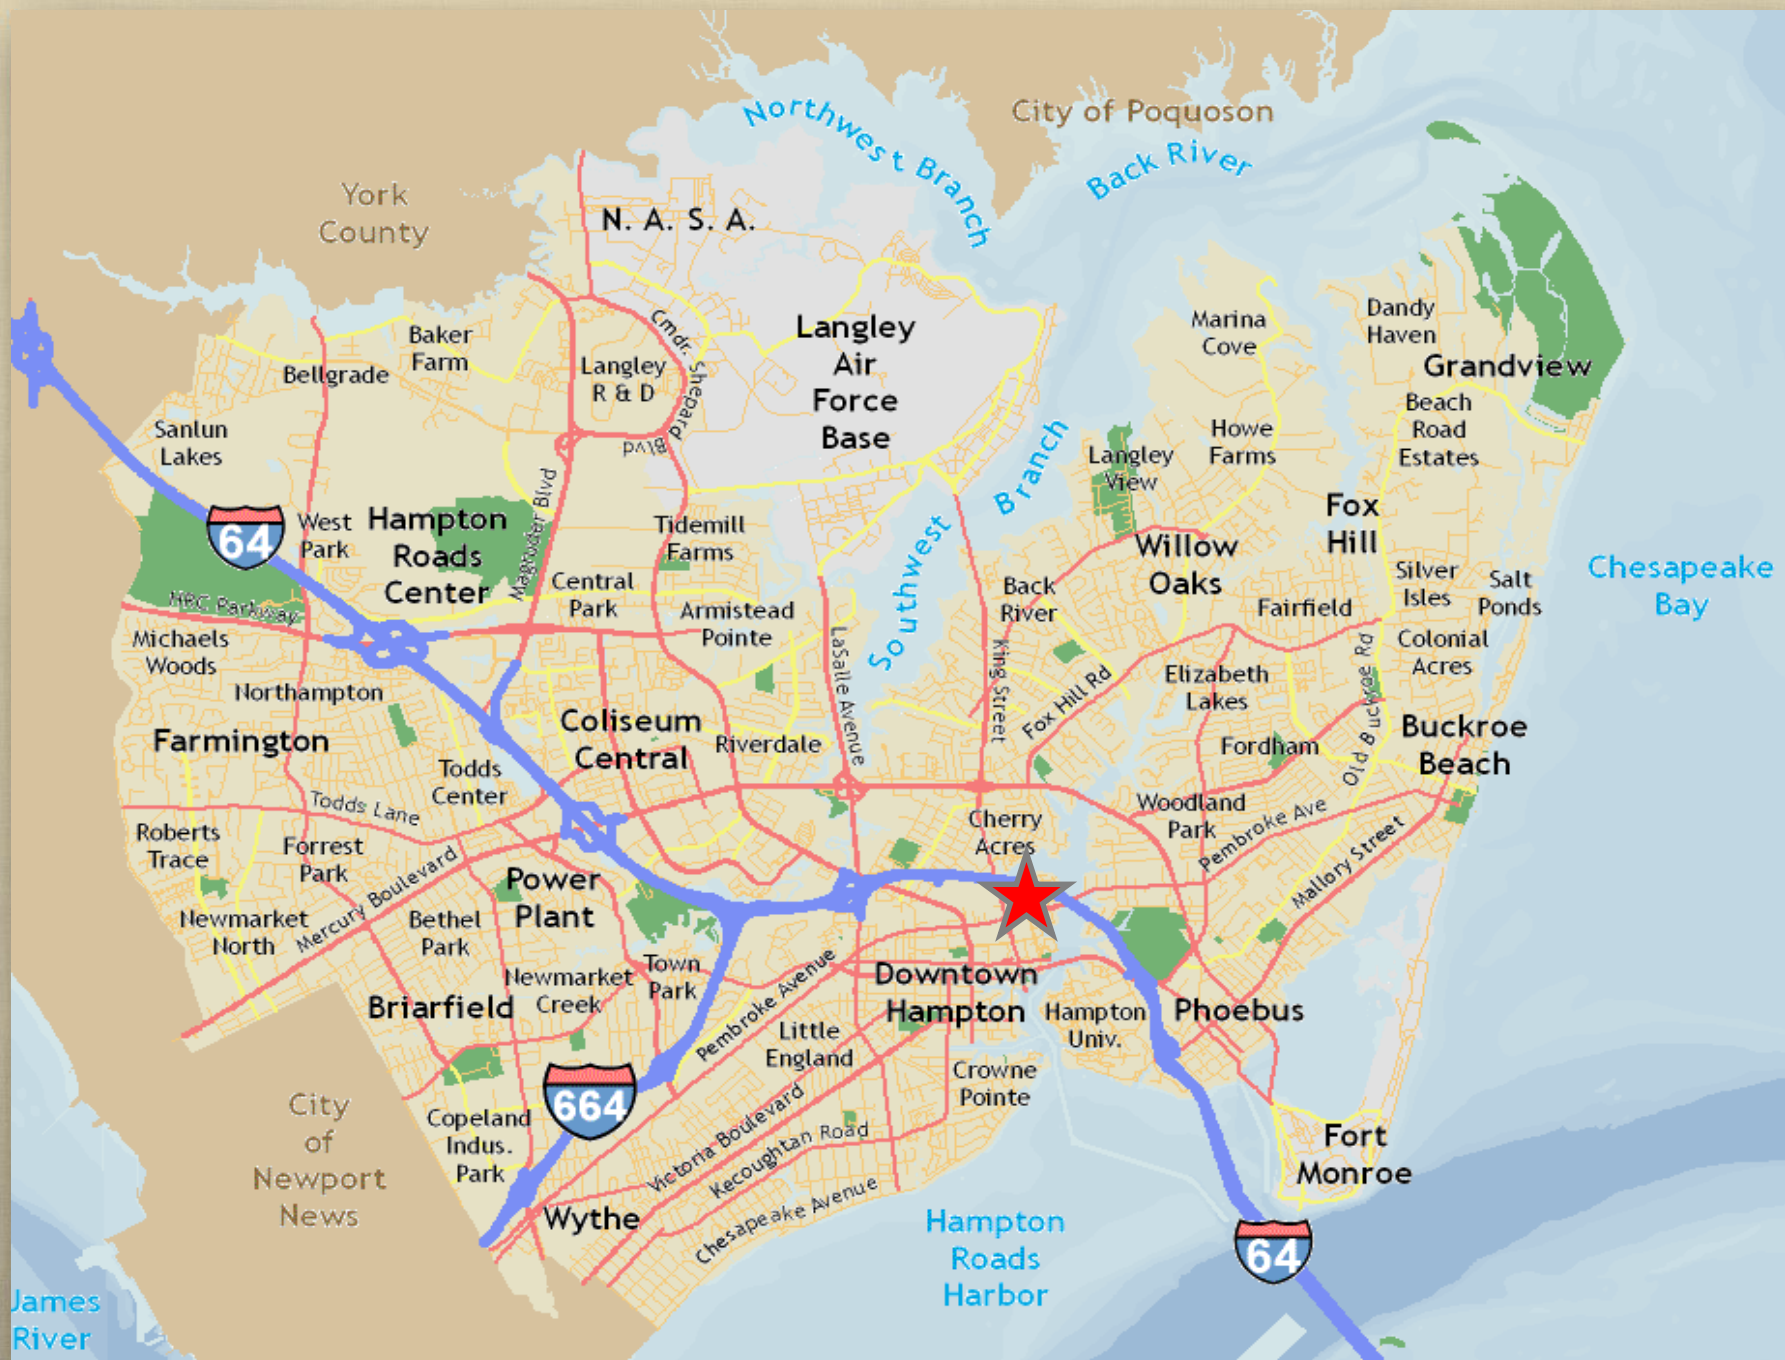 City of Poquoson
Northwest Branch
Back River
York
County
N. A. S. A.
Langley
Air
Force
Base
Cmdr. Shepard
Blvd
Langley
R & D
Baker
Farm
Bellgrade
Sanlun
Lakes
Marina
Cove
Dandy
Haven
Grandview
Beach
Road
Estates
Howe
Farms
Langley
View
Branch
Southwest
Fox
Hill
64
West
Park
Hampton
Roads
Center
Magruder Blvd
Tidemill
Farms
Central
Park
Armistead
Pointe
Willow
Oaks
Back
River
Fairfield
Silver
Isles
Salt
Ponds
Chesapeake
Bay
HRC Parkway
Michaels
Woods
Northampton
LaSalle Avenue
King Street
Fox Hill Rd
Elizabeth
Lakes
Colonial
Acres
Old Buckroe Rd
Farmington
Coliseum
Central
Riverdale
Fordham
Buckroe
Beach
Todds
Center
Todds Lane
Woodland
Park
Pembroke Ave
Mallory Street
Roberts
Trace
Forrest
Park
Cherry
Acres
Mercury Boulevard
Power
Plant
Newmarket
North
Bethel
Park
Newmarket
Creek
Town
Park
Pembroke Avenue
Downtown
Hampton
Briarfield
Hampton
Univ.
Phoebus
Little
England
Crowne
Pointe
664
City
of
Newport
News
Copeland
Indus.
Park
Victoria Boulevard
Kecoughtan Road
Chesapeake Avenue
Wythe
Fort
Monroe
Hampton
Roads
Harbor
64
James
River